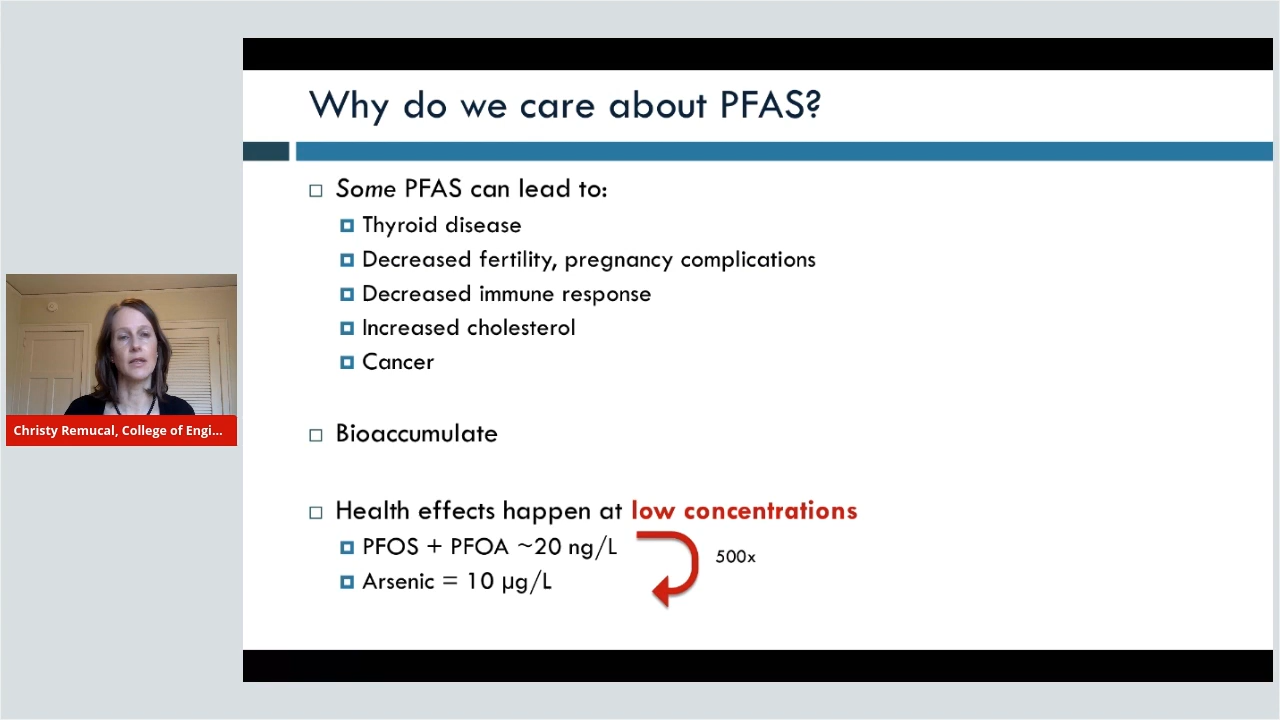 Why do we care about PFAS?
Some PFAS can lead to:
Thyroid disease
Decreased fertility, pregnancy complications
Decreased immune response
Increased cholesterol
Cancer
Bioaccumulate
Health effects happen at low concentrations
PFOS + PFOA ~20 ng/L
500x
Arsenic = 10 µg/L
Christy Remucal, College of Engi...